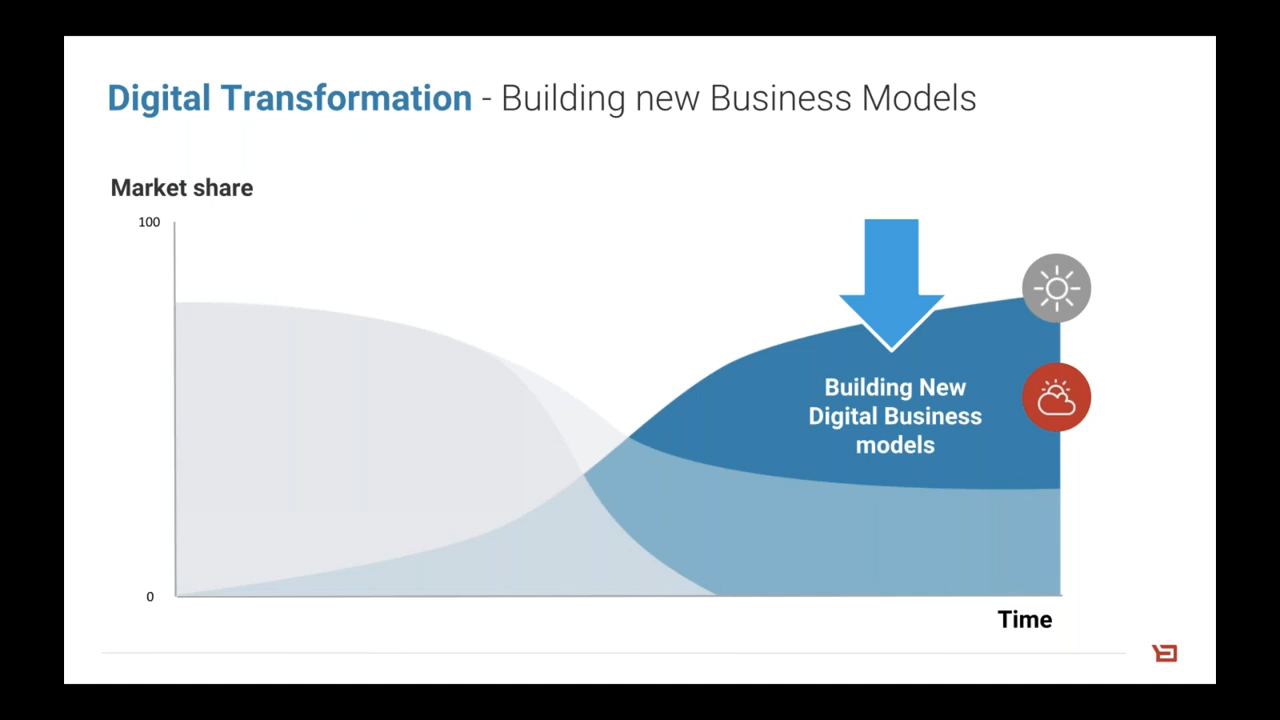 Digital Transformation - Building new Business Models
Market share
100
Building New
Digital Business
models
0
Time